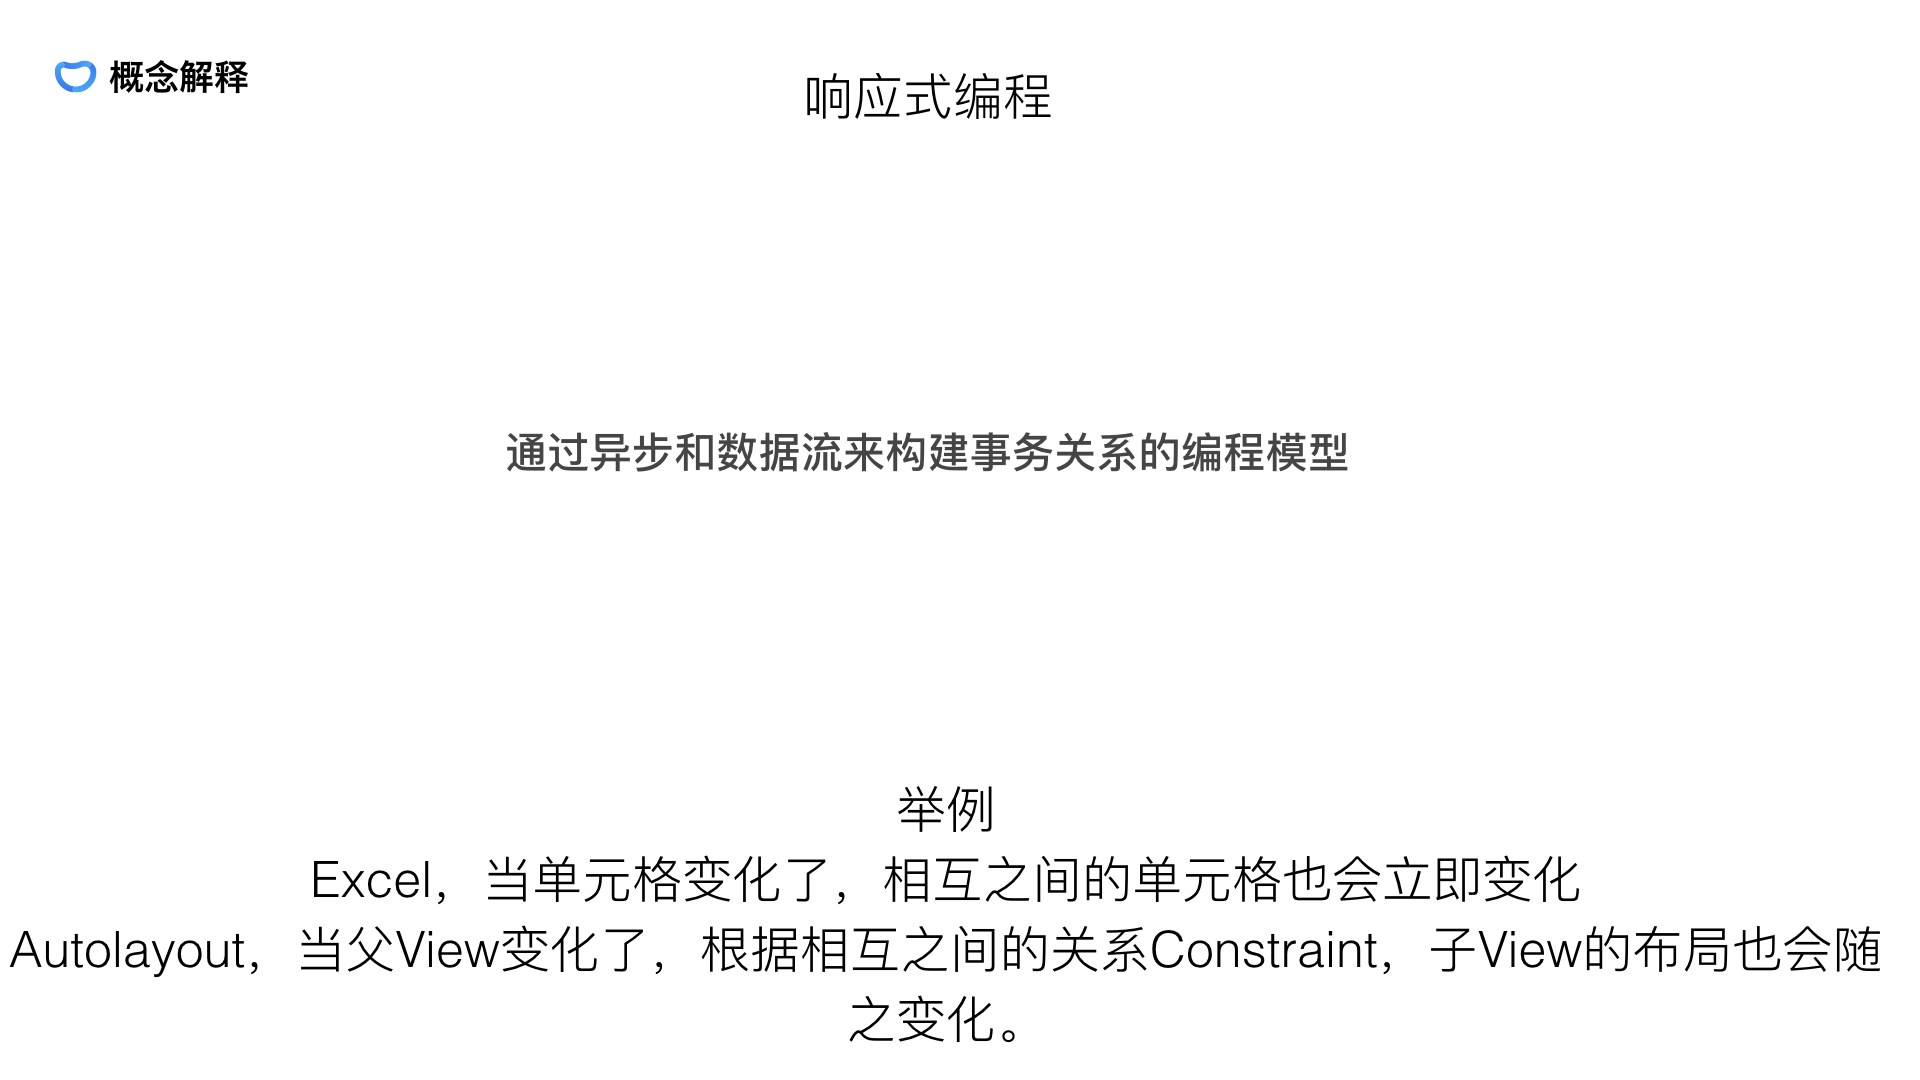 概念解释
响应式编程
通过异步和数据流来构建事务关系的编程模型
举例
Excel，当单元格变化了，相互之间的单元格也会立即变化
Autolayout，当父View变化了，根据相互之间的关系Constraint，子View的布局也会随
之变化。